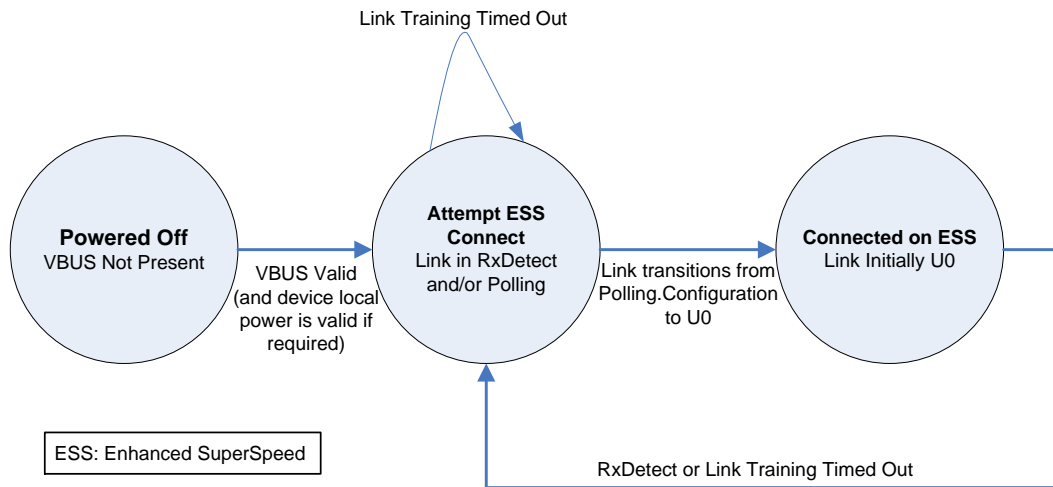 Link Training Timed Out
Powered Off
VBUS Not Present
VBUS Valid
(and device local
power is valid if
required)
Attempt ESS
Connect
Link in RxDetect
and/or Polling
Link transitions from
Polling.Configuration
to U0
Connected on ESS
Link Initially U0
ESS: Enhanced SuperSpeed
RxDetect or Link Training Timed Out